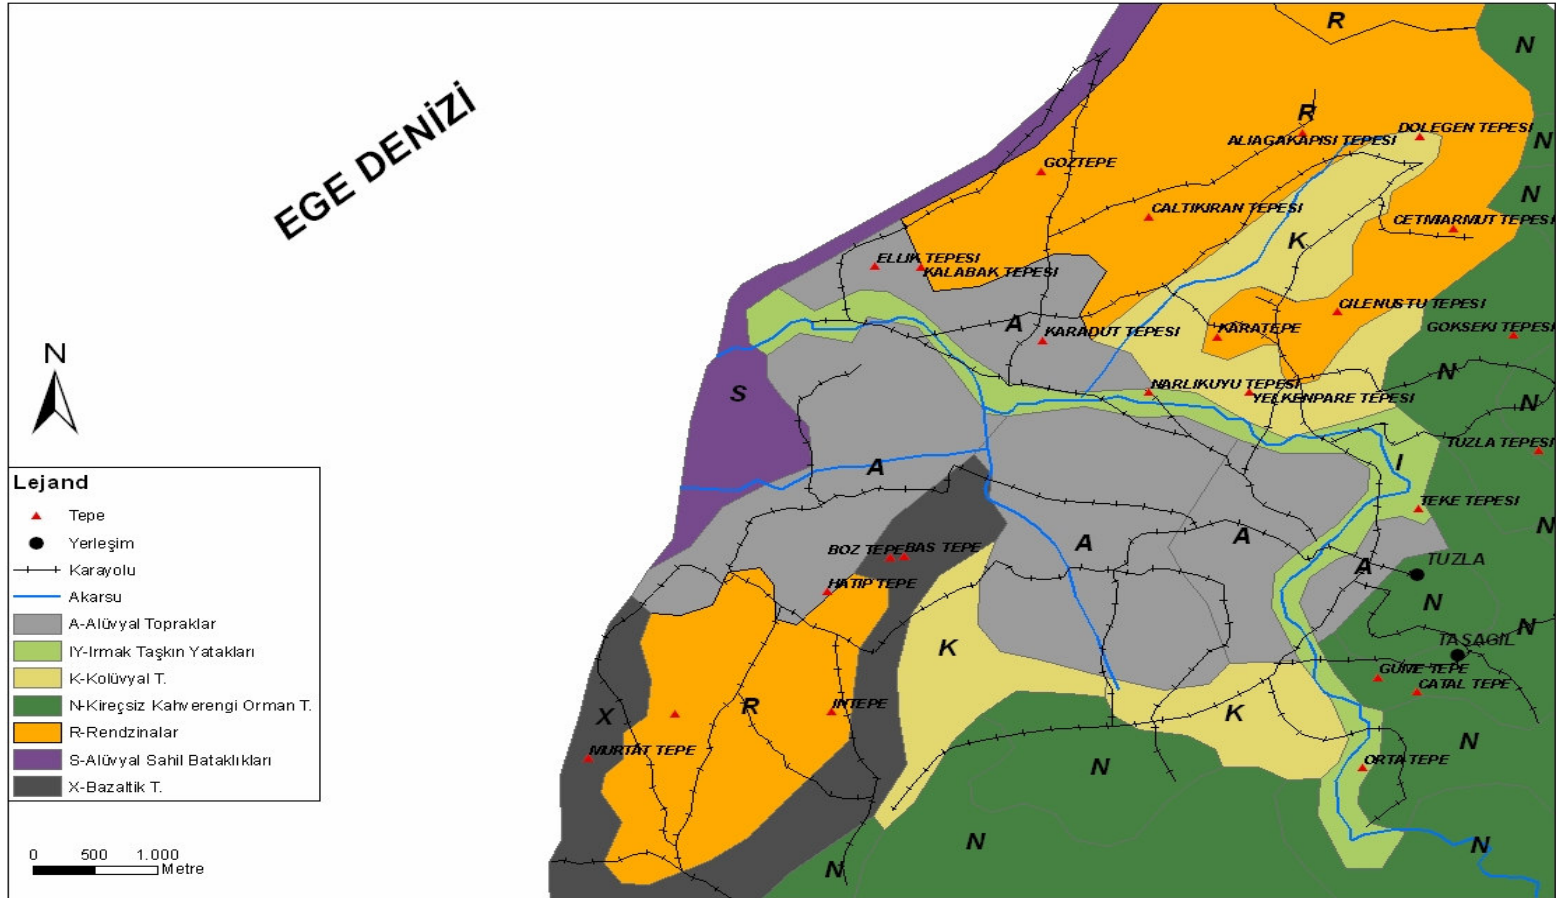 R
N
EGE DENİZİ
R
DOLEGEN TEPESİ
ALIAGAKAPISI TEPESİ
N
GOZTEPE
N
CALTIKIRAN TEPESİ
CETMIARMUT TEPESİ
K
ELLIK TEPESİ
KALABAK TEPESİ
CILENUSTU TEPESİ
A
KARADUT TEPESİ
KARATEPE
GOKSEKI TEPESİ
N
N
S
NARLIKUYU TEPESİ
YELKENPARE TEPESİ
N
TUZLA TEPESİ
A
I
TEKE TEPESİ
N
A
A
BOZ TEPE
BAS TEPE
A
TUZLA
HATIP TEPE
N
N
TASAGIL
K
GUME TEPE
CATAL TEPE
X
R
INTEPE
K
N
MURTAT TEPE
N
ORTA TEPE
N
N
N
N
Lejand
Tepe
Yerleşim
Karayolu
Akarsu
A-Alüvyal Topraklar
IY-Irmak Taşkın Yatakları
K-Kolüvyal T.
N-Kireçsiz Kahverengi Orman T.
R-Rendzinalar
S-Alüvyal Sahil Bataklıkları
X-Bazaltik T.
0 500 1.000
Metre